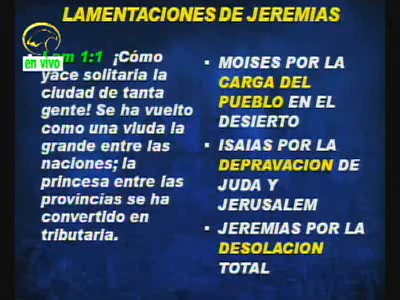 LAMENTACIONES DE JEREMIAS
en vivo
Lam 1:1 ¡Cómo
yace solitaria la
ciudad de tanta
gente! Se ha vuelto
como una viuda la
grande entre las
naciones; la
princesa entre las
provincias se ha
convertido en
tributaria.
▪ MOISES POR LA
CARGA DEL
PUEBLO EN EL
DESIERTO
▪ ISAIAS POR LA
DEPRAVACION DE
JUDA Y
JERUSALEM
▪ JEREMIAS POR LA
DESOLACION
TOTAL